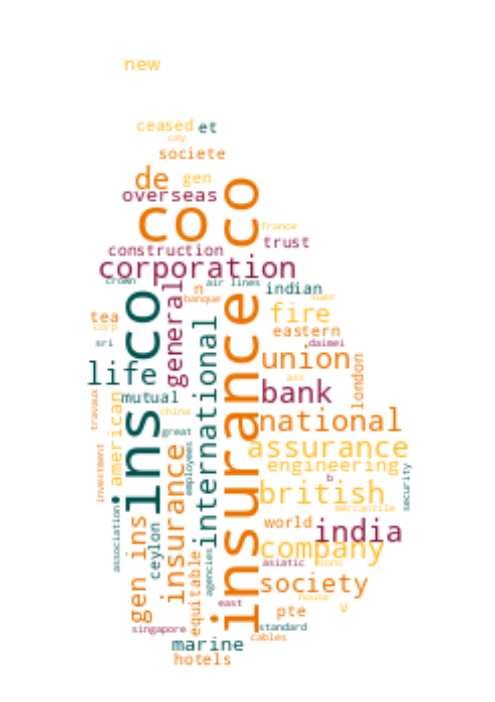 new
ceased et
cey
societe
de gen
overseas
co
insurance co
france
construction trust
corporation
crown air lines indian
n
banque suez
ins co
general
tea fire
corp eastern
sri daimei
international
union
london
life ass
bank
mutual
american
travaux
china national
great
employees
assurance
insurance
investment engineering
security
b
british
mercantile
gen ins
association
ceylon
world india
company
equitable
agencies
asiatic sons
society
house
east pte v
singapore standard
cables
marine
hotels